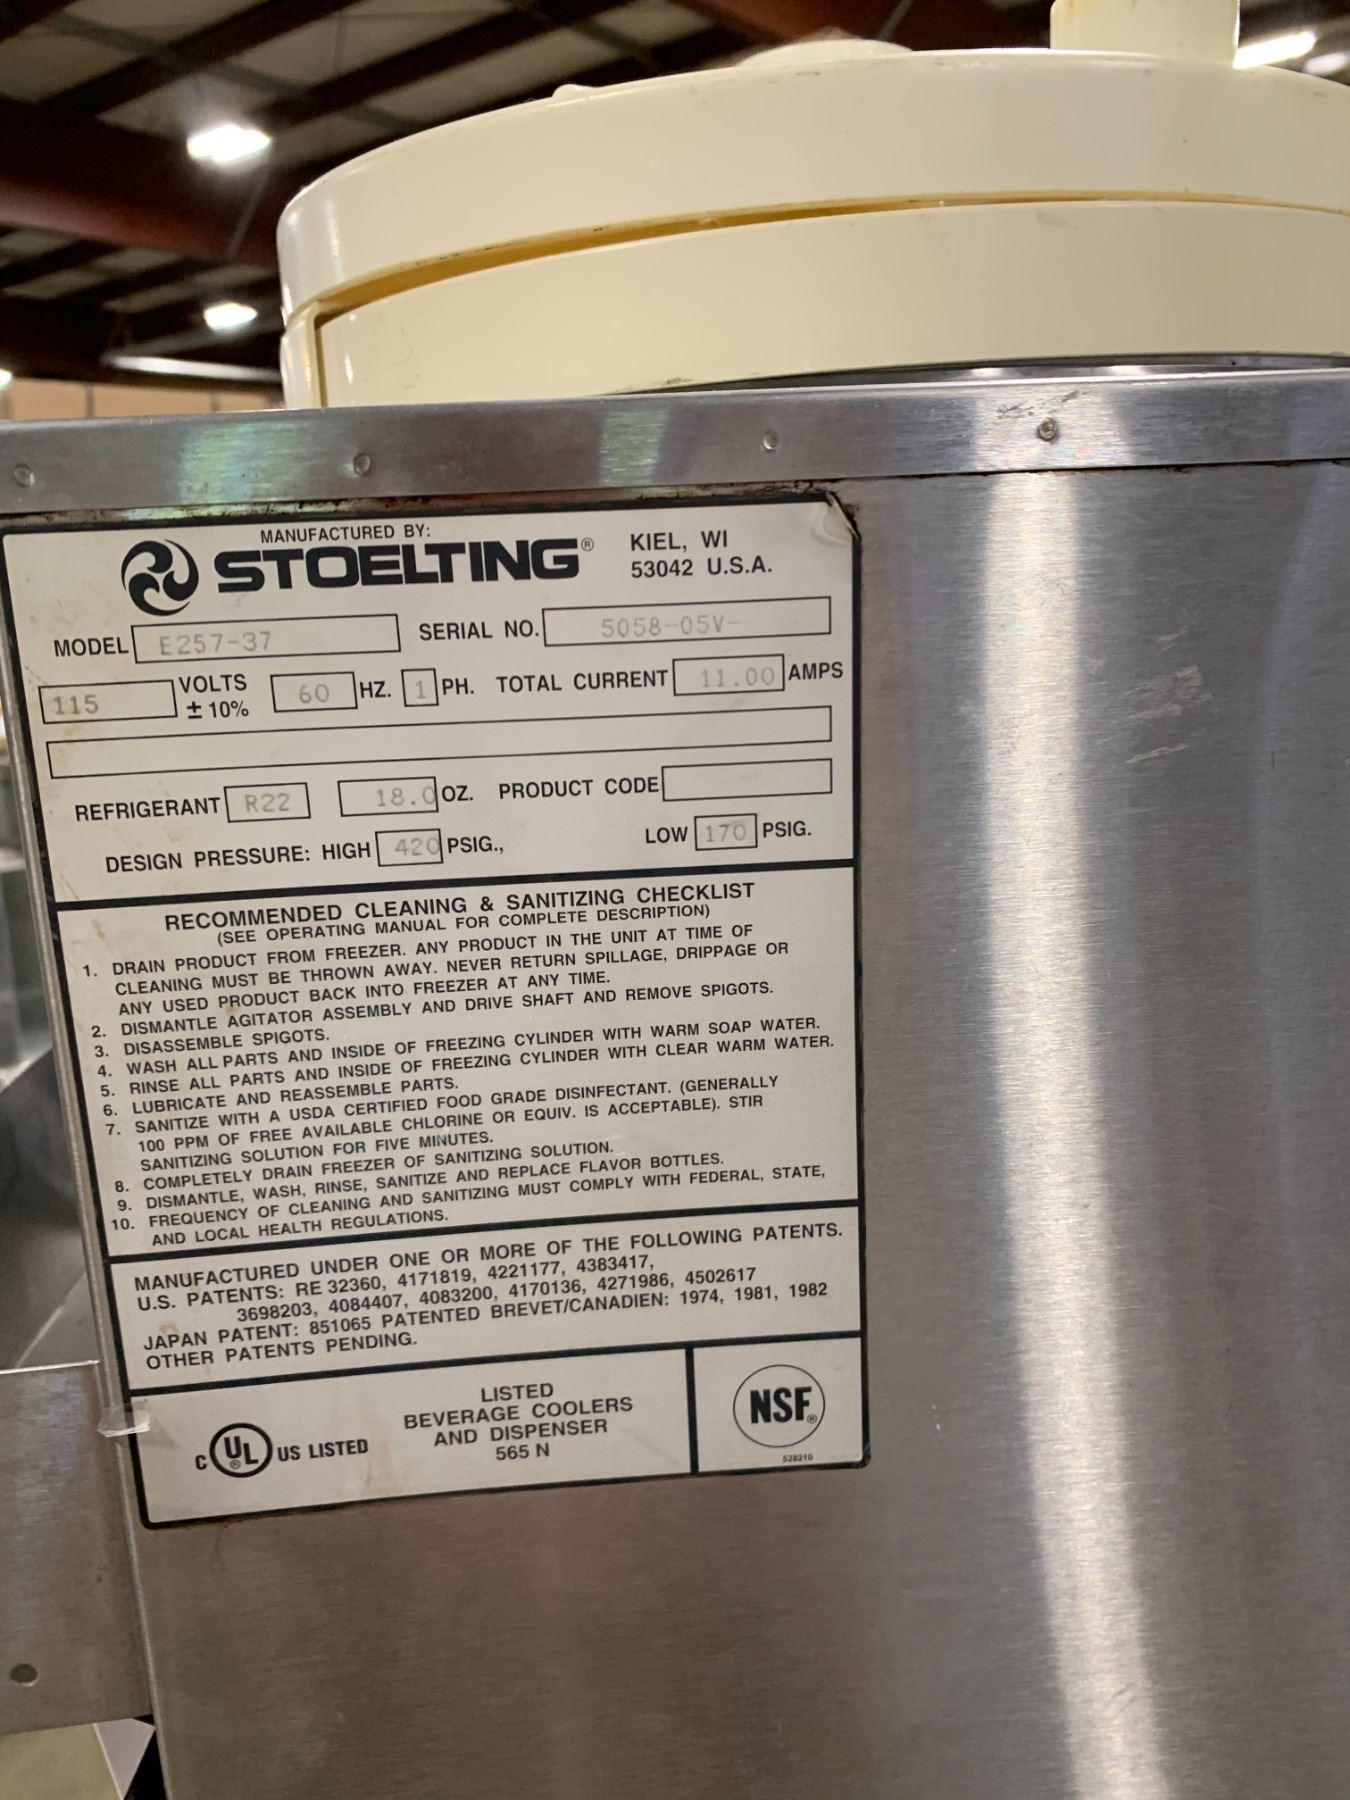 MANUFACTURED BY:
STOELTING® KIEL, WI
53042 U.S.A.
MODEL E257-37 SERIAL NO. 5058-05V-
115 VOLTS ± 10% 60 HZ. 1 PH. TOTAL CURRENT 11.00 AMPS
REFRIGERANT R22 18.0 OZ. PRODUCT CODE
DESIGN PRESSURE: HIGH 420 PSIG., LOW 170 PSIG.
RECOMMENDED CLEANING & SANITIZING CHECKLIST
(SEE OPERATING MANUAL FOR COMPLETE DESCRIPTION)
1. DRAIN PRODUCT FROM FREEZER. ANY PRODUCT IN THE UNIT AT TIME OF
CLEANING MUST BE THROWN AWAY. NEVER RETURN SPILLAGE, DRIPPAGE OR
ANY USED PRODUCT BACK INTO FREEZER AT ANY TIME.
2. DISMANTLE AGITATOR ASSEMBLY AND DRIVE SHAFT AND REMOVE SPIGOTS.
3. DISASSEMBLE SPIGOTS.
4. WASH ALL PARTS AND INSIDE OF FREEZING CYLINDER WITH WARM SOAP WATER.
5. RINSE ALL PARTS AND INSIDE OF FREEZING CYLINDER WITH CLEAR WARM WATER.
6. LUBRICATE AND REASSEMBLE PARTS.
7. SANITIZE WITH A USDA CERTIFIED FOOD GRADE DISINFECTANT. (GENERALLY
100 PPM OF FREE AVAILABLE CHLORINE OR EQUIV. IS ACCEPTABLE). STIR
SANITIZING SOLUTION FOR FIVE MINUTES.
8. COMPLETELY DRAIN FREEZER OF SANITIZING SOLUTION.
9. DISMANTLE, WASH, RINSE, SANITIZE AND REPLACE FLAVOR BOTTLES.
10. FREQUENCY OF CLEANING AND SANITIZING MUST COMPLY WITH FEDERAL, STATE,
AND LOCAL HEALTH REGULATIONS.
MANUFACTURED UNDER ONE OR MORE OF THE FOLLOWING PATENTS.
U.S. PATENTS: RE 32360, 4171819, 4221177, 4383417,
3698203, 4084407, 4083200, 4170136, 4271986, 4502617
JAPAN PATENT: 851065 PATENTED BREVET/CANADIEN: 1974, 1981, 1982
OTHER PATENTS PENDING.
C UL® US LISTED
LISTED
BEVERAGE COOLERS
AND DISPENSER
565 N
NSF®
528210